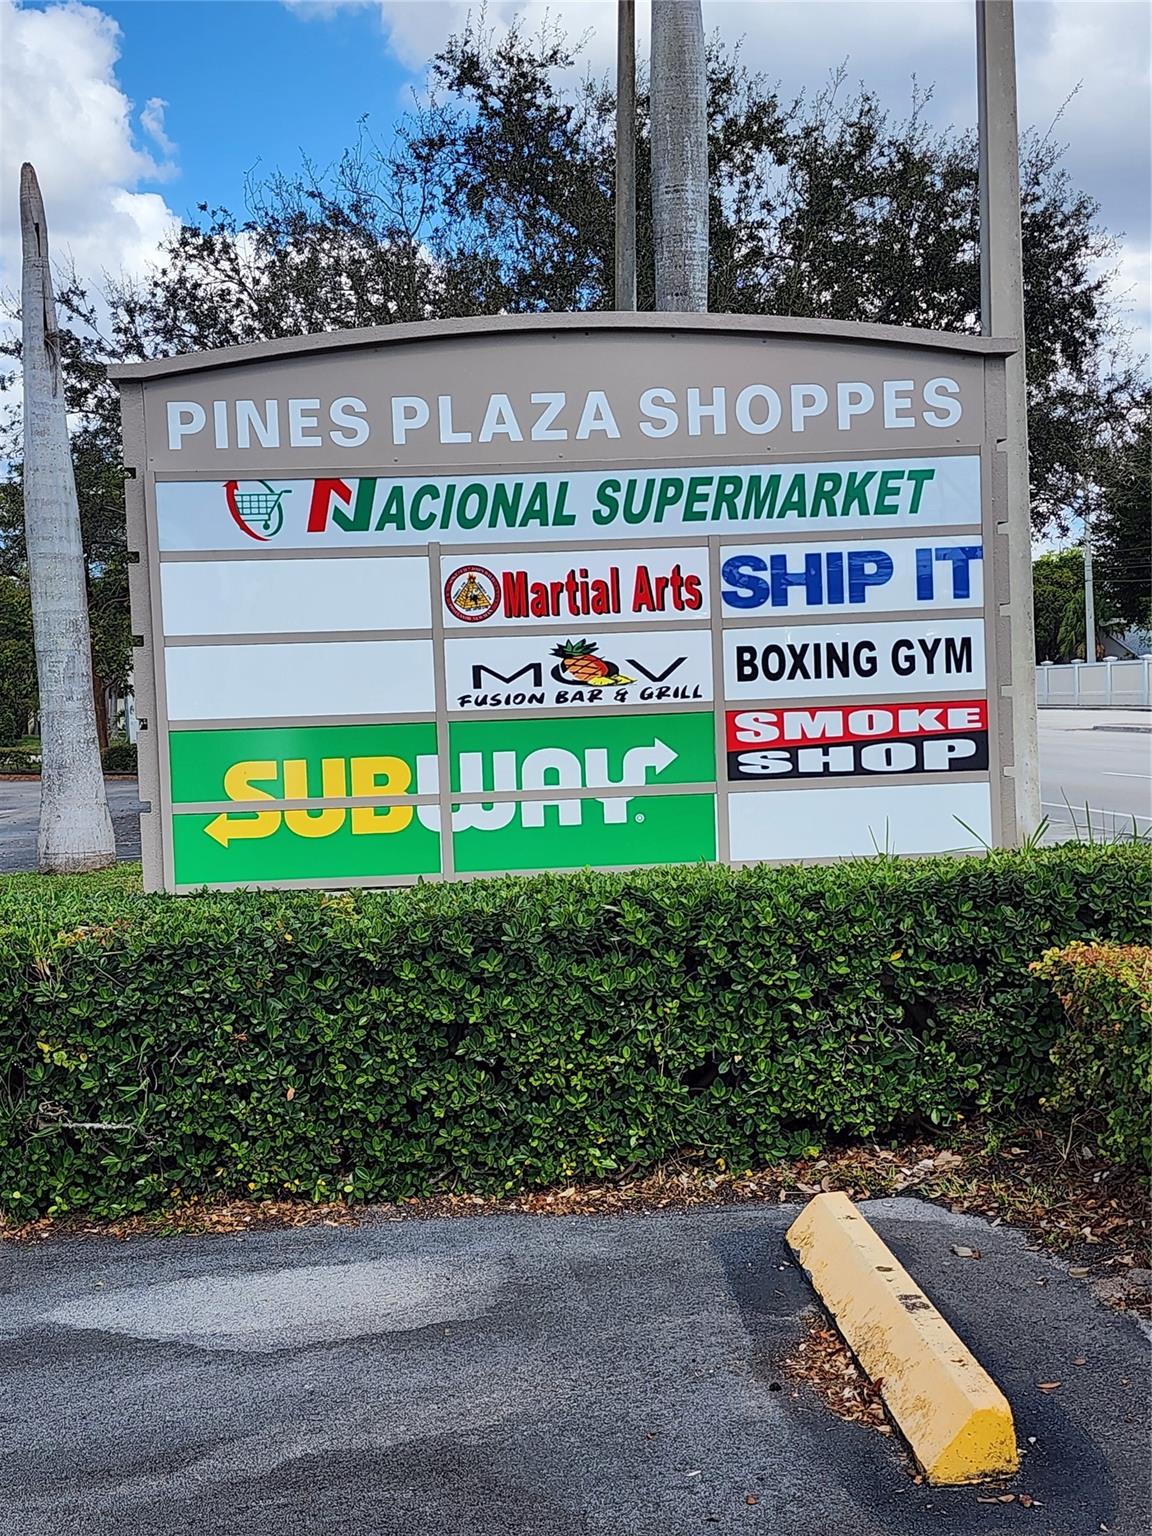 PINES PLAZA SHOPPES
NACIONAL SUPERMARKET
Martial Arts
SHIP IT
MOV
FUSION BAR & GRILL
BOXING GYM
SMOKE
SHOP
SUBWAY®